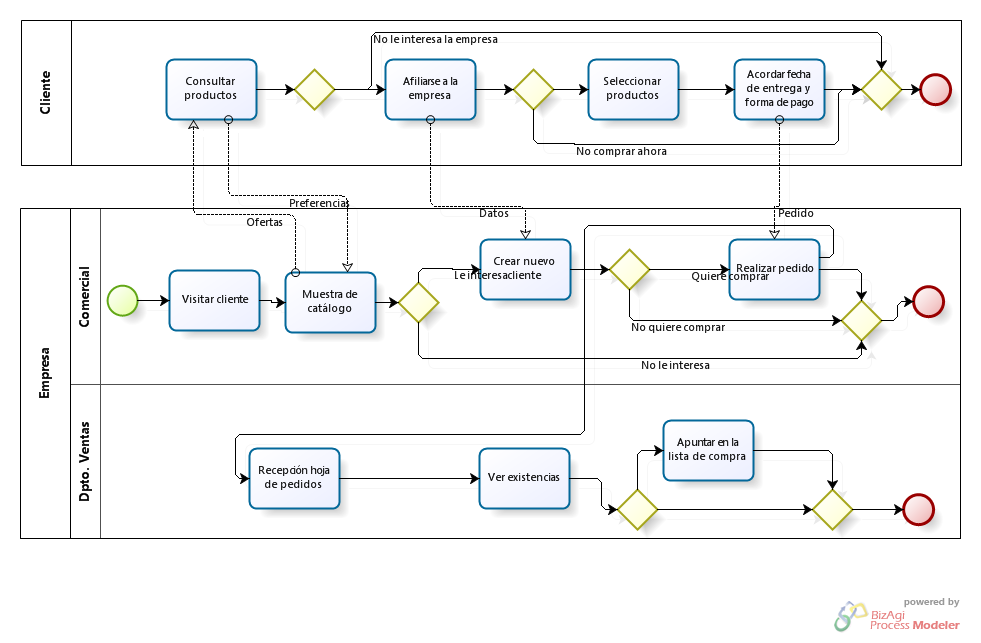 Cliente
No le interesa la empresa
Consultar
productos
Afiliarse a la
empresa
Seleccionar
productos
Acordar fecha
de entrega y
forma de pago
No comprar ahora
Preferencias
Ofertas
Datos
Pedido
Empresa
Comercial
Visitar cliente
Muestra de
catálogo
Crear nuevo
cliente
Le interesa
Quiere comprar
Realizar pedido
No quiere comprar
No le interesa
Dpto. Ventas
Recepción hoja
de pedidos
Ver existencias
Apuntar en la
lista de compra
powered by
BizAgi
Process Modeler